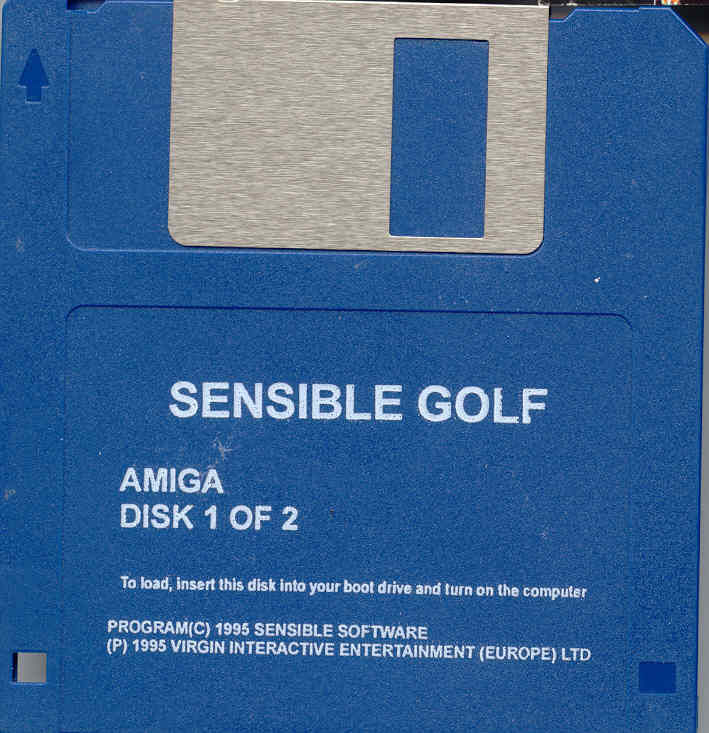 SENSIBLE GOLF
AMIGA
DISK 1 OF 2
To load, insert this disk into your boot drive and turn on the computer
PROGRAM(C) 1995 SENSIBLE SOFTWARE
(P) 1995 VIRGIN INTERACTIVE ENTERTAINMENT (EUROPE) LTD